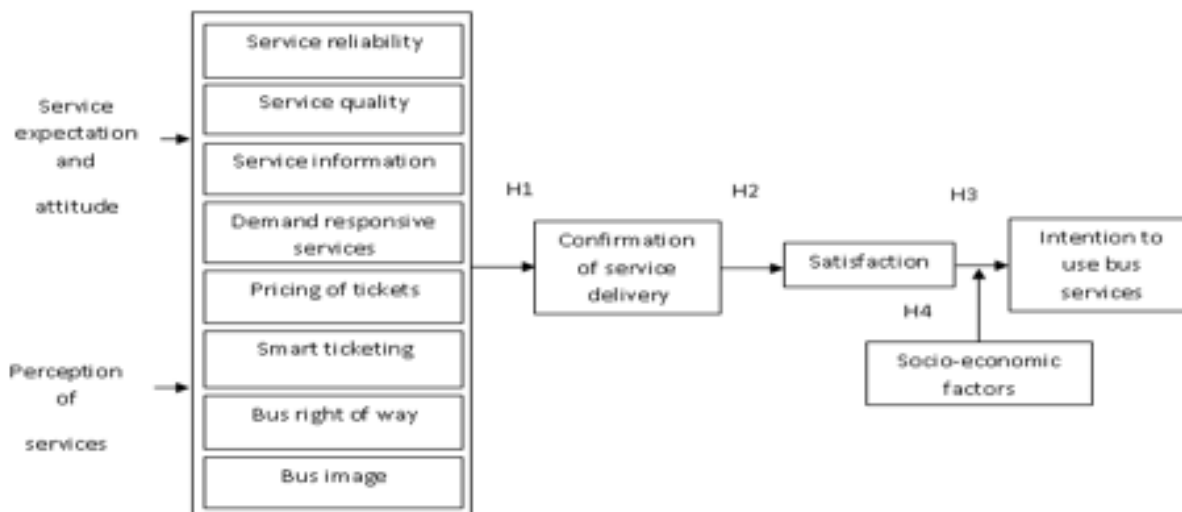 Service
expectation
and
attitude
Perception
of
services
Service reliability
Service quality
Service information
Demand responsive
services
Pricing of tickets
Smart ticketing
Bus right of way
Bus image
H1
Confirmation
of service
delivery
H2
Satisfaction
H3
Intention to
use bus
services
H4
Socio-economic
factors